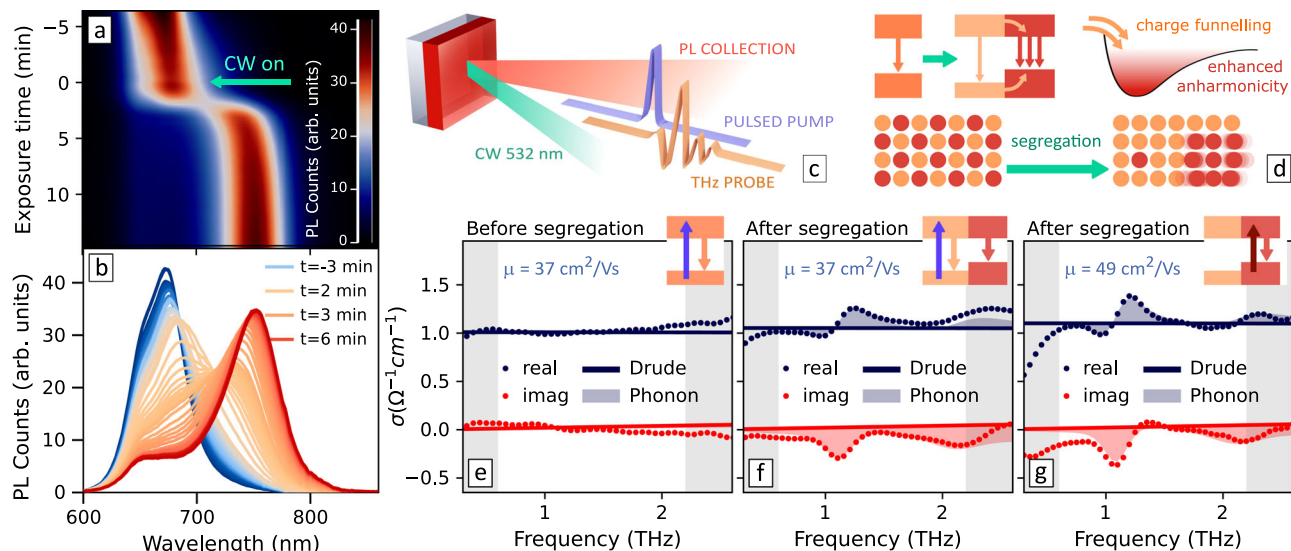 a
CW on
−5
0
5
10
Exposure time (min)
40
30
20
10
0
PL Counts (arb. units)
b
t=-3 min
t=2 min
t=3 min
t=6 min
40
30
20
10
0
PL Counts (arb. units)
600
700
800
Wavelength (nm)
PL COLLECTION
PULSED PUMP
CW 532 nm
THz PROBE
c
charge funnelling
enhanced
anharmonicity
segregation
d
Before segregation
μ = 37 cm²/Vs
real
Drude
imag
Phonon
e
1.5
1.0
0.5
0.0
−0.5
σ(Ω⁻¹cm⁻¹)
1
2
Frequency (THz)
After segregation
μ = 37 cm²/Vs
real
Drude
imag
Phonon
f
1
2
Frequency (THz)
After segregation
μ = 49 cm²/Vs
real
Drude
imag
Phonon
g
1
2
Frequency (THz)